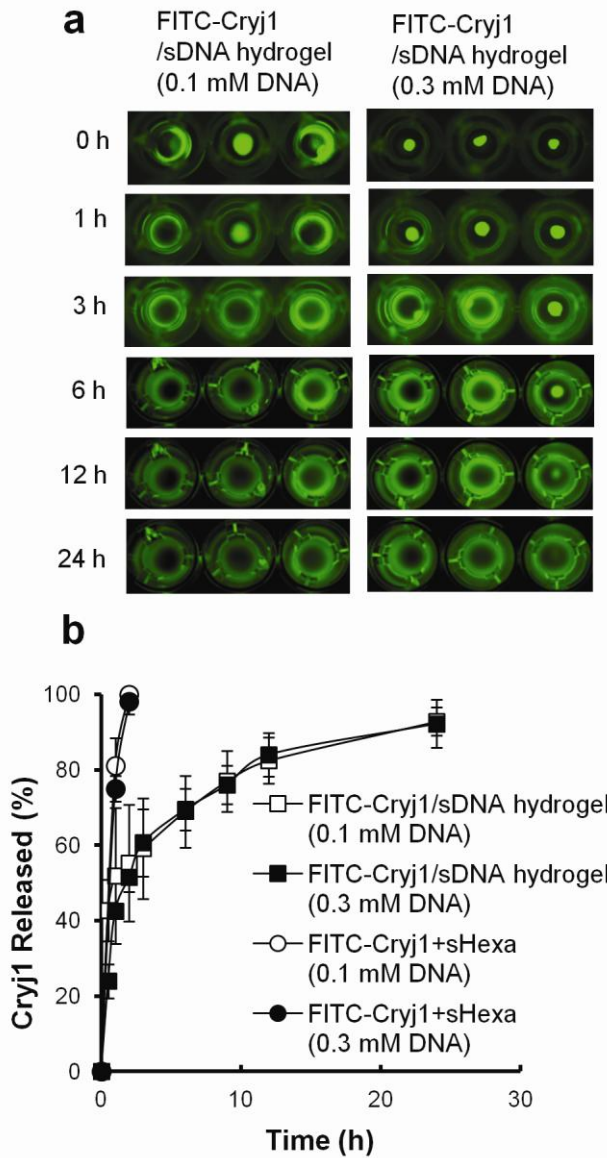 a
FITC-Cryj1
/sDNA hydrogel
(0.1 mM DNA)
FITC-Cryj1
/sDNA hydrogel
(0.3 mM DNA)
0 h
1 h
3 h
6 h
12 h
24 h
b
Cryj1 Released (%)
100
80
60
40
20
0
FITC-Cryj1/sDNA hydrogel
(0.1 mM DNA)
FITC-Cryj1/sDNA hydrogel
(0.3 mM DNA)
FITC-Cryj1+sHexa
(0.1 mM DNA)
FITC-Cryj1+sHexa
(0.3 mM DNA)
0 10 20 30
Time (h)